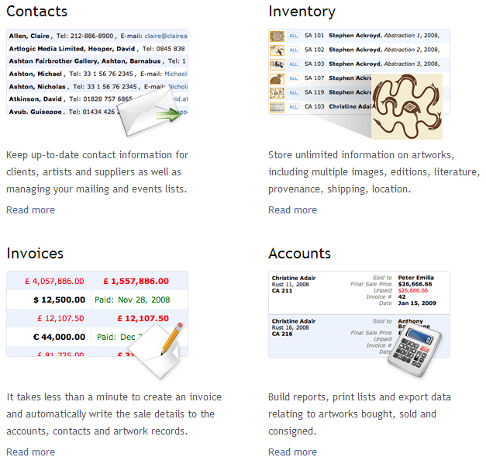 Contacts
Allen, Claire , Tel: 212-886-8900 , E-mail: claire@clairea
Artlogic Media Limited, Hooper, David , Tel: 0845 838
Ashton Fairbrother Gallery, Ashton, Barnabus , Tel: 1
Ashton, Michael , Tel: 33 1 56 76 2345 , E-mail: Michael
Ashton, Nicholas , Tel: 33 1 56 76 2345 , E-mail: Nichol
Atkinson, David , Tel: 01828 757 6865
Avub, Guiseppe , Tel: 01434 426 2
Keep up-to-date contact information for
clients, artists and suppliers as well as
managing your mailing and events lists.
Read more
Inventory
ALL SA 101 Stephen Ackroyd, Abstraction 1, 2008,
ALL SA 102 Stephen Ackroyd, Abstraction 2, 2008,
ALL SA 103 Stephen Ackroyd, Abstraction 3, 2008,
ALL SA 107 Stephen Ackroyd
ALL SA 119 Stephen Ackroyd
ALL CA 103 Christine Adair
Store unlimited information on artworks,
including multiple images, editions, literature,
provenance, shipping, location.
Read more
Invoices
£ 4,057,886.00 £ 1,557,886.00
$ 12,500.00 Paid: Nov 28, 2008
£ 12,107.50 £ 12,107.50
€ 44,000.00 Paid: Dec
£ 81,725.00
It takes less than a minute to create an invoice
and automatically write the sale details to the
accounts, contacts and artwork records.
Read more
Accounts
Christine Adair Sold to Peter Emilia
Rust 11, 2008 Final Sale Price $26,666.66
CA 211 Unpaid $26,666.66
Invoice # 42
Date Jan 15, 2009
Christine Adair Sold to Anthony
Rust 16, 2008 Final Sale Price
CA 216 Unpaid
Invoice #
Date
Build reports, print lists and export data
relating to artworks bought, sold and
consigned.
Read more